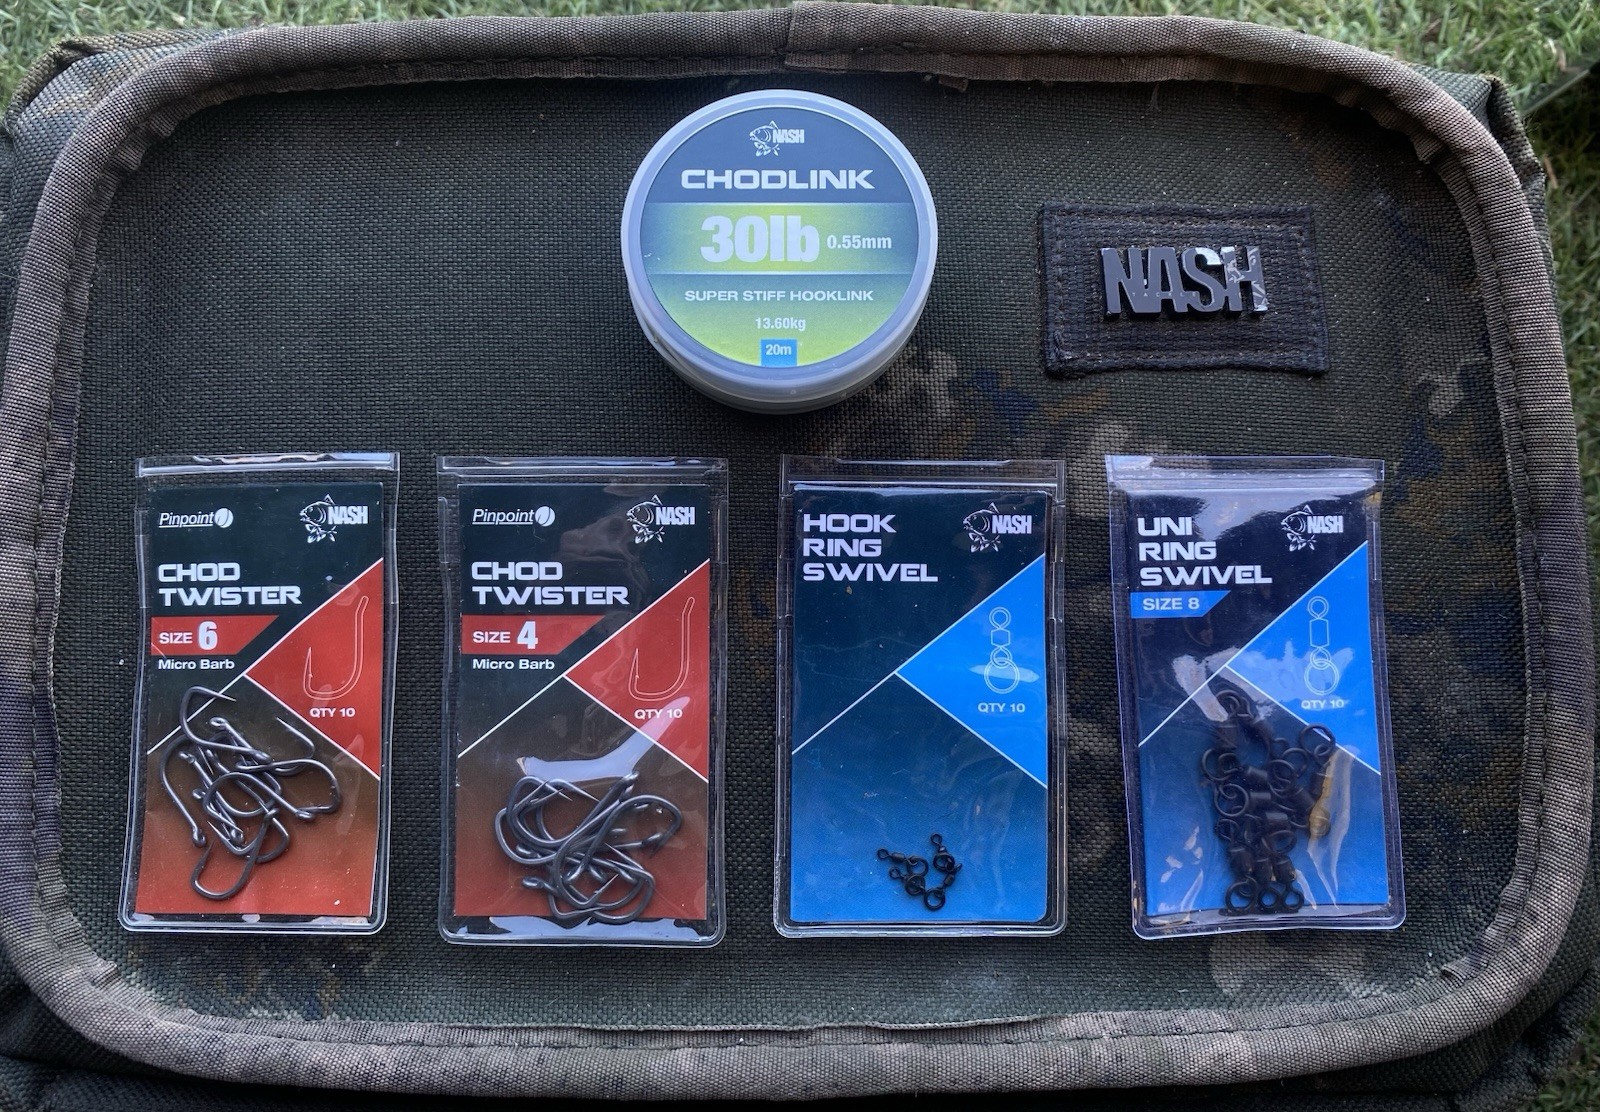 NASH
CHODLINK
30lb 0.55mm
SUPER STIFF HOOKLINK
13.60kg
20m
NASH
Pinpoint NASH
CHOD
TWISTER
SIZE 6
Micro Barb
QTY 10
Pinpoint NASH
CHOD
TWISTER
SIZE 4
Micro Barb
QTY 10
HOOK
RING
SWIVEL
NASH
QTY 10
UNI
RING
SWIVEL
NASH
SIZE 8
QTY 10